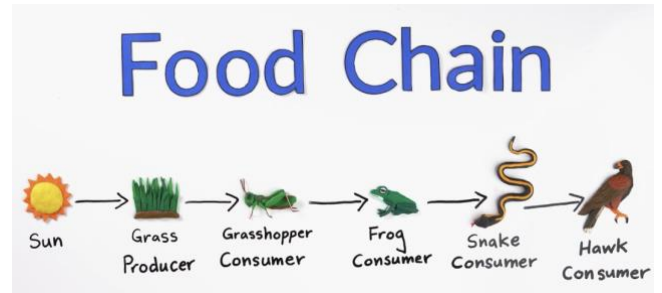 Food Chain
Sun
Grass
Producer
Grasshopper
Consumer
Frog
Consumer
Snake
Consumer
Hawk
Consumer